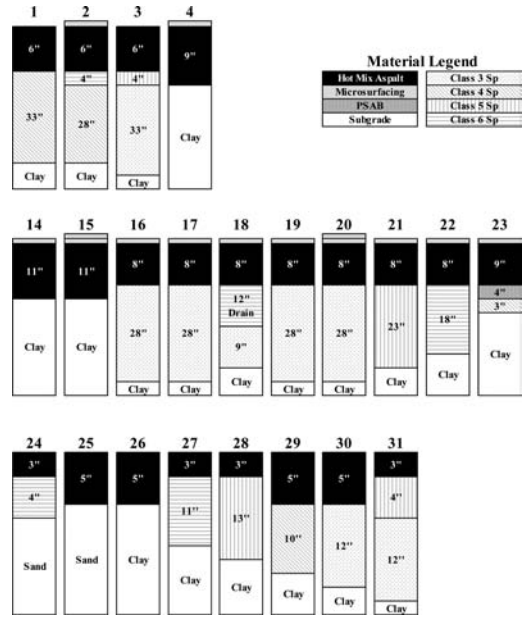 1 2 3 4
6" 6" 6" 9"
4" 4"
33" 28" 33"
Clay Clay Clay Clay
Material Legend
Hot Mix Aspalt Class 3 Sp
Microsurfacing Class 4 Sp
PSAB Class 5 Sp
Subgrade Class 6 Sp
14 15 16 17 18 19 20 21 22 23
11" 11" 8" 8" 8" 8" 8" 8" 8" 9"
12" 4"
Drain 3"
28" 28" 9" 28" 28" 23" 18"
Clay Clay Clay Clay Clay Clay Clay Clay Clay Clay
24 25 26 27 28 29 30 31
3" 5" 5" 3" 3" 5" 5" 3"
4" 11" 13" 10" 12" 4"
12"
Sand Sand Clay Clay Clay Clay Clay Clay